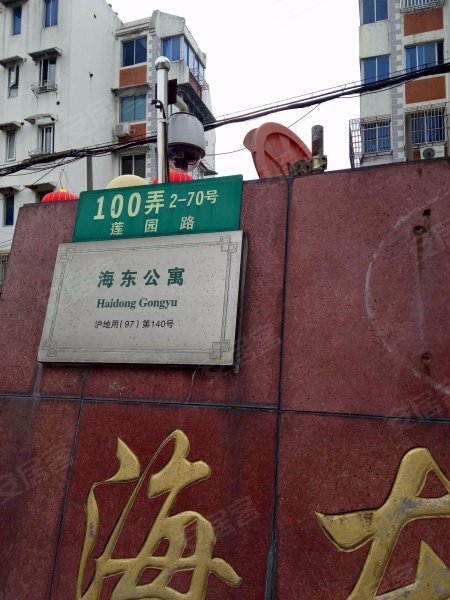 100弄 2-70号
莲园路
海东公寓
Haidong Gongyu
沪地用(97)第140号
海